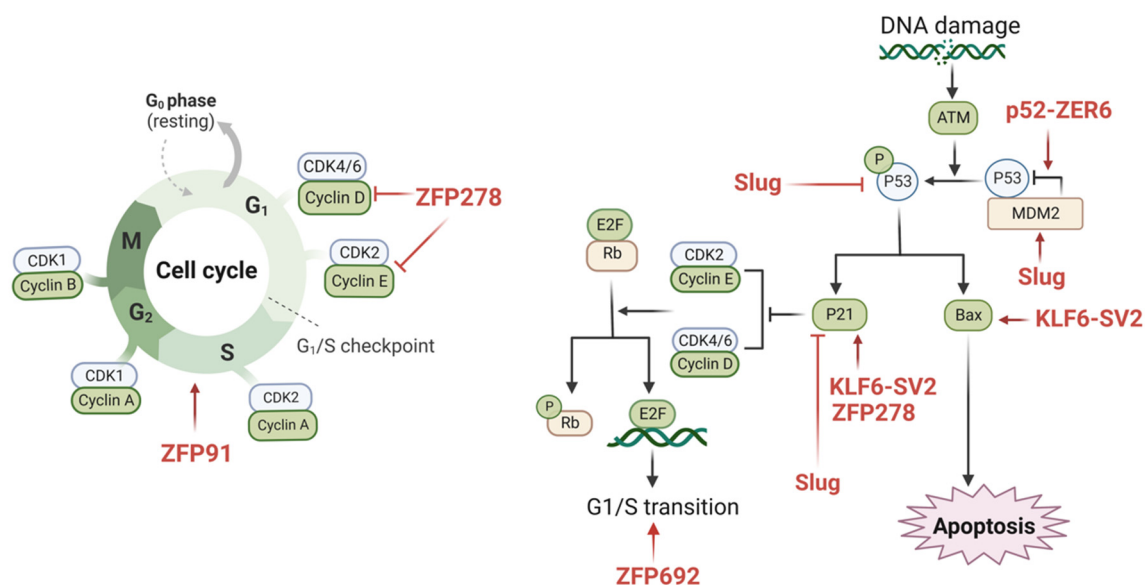 G₀ phase
(resting)
CDK4/6
Cyclin D
ZFP278
G₁
M
Cell cycle
CDK2
Cyclin E
CDK1
Cyclin B
G₂
S
G₁/S checkpoint
CDK1
Cyclin A
CDK2
Cyclin A
ZFP91
DNA damage
ATM
p52-ZER6
P
P53
P53
MDM2
Slug
Slug
E2F
Rb
CDK2
Cyclin E
CDK4/6
Cyclin D
P21
Bax
KLF6-SV2
KLF6-SV2
ZFP278
P
Rb
E2F
Slug
G1/S transition
Apoptosis
ZFP692